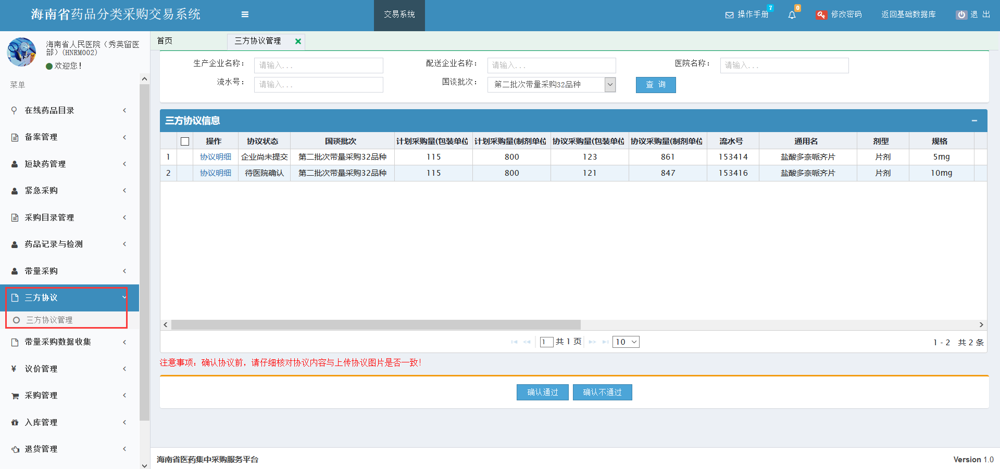 海南省药品分类采购交易系统
交易系统
操作手册 7
0
修改密码
返回基础数据库
退 出
海南省人民医院（秀英留医部）(HNRM002)
欢迎您！
菜单
在线药品目录
备案管理
短缺药管理
紧急采购
采购目录管理
药品记录与检测
带量采购
三方协议
三方协议管理
带量采购数据收集
¥ 议价管理
采购管理
入库管理
退货管理
首页
三方协议管理
生产企业名称： 请输入...
配送企业名称： 请输入...
医院名称： 请输入...
流水号： 请输入...
国谈批次： 第二批次带量采购32品种
查 询
三方协议信息
操作 协议状态 国谈批次 计划采购量(包装单位 计划采购量(制剂单位 协议采购量(包装单位 协议采购量(制剂单位 流水号 通用名 剂型 规格
1 协议明细 企业尚未提交 第二批次带量采购32品种 115 800 123 861 153414 盐酸多奈哌齐片 片剂 5mg
2 协议明细 待医院确认 第二批次带量采购32品种 115 800 121 847 153416 盐酸多奈哌齐片 片剂 10mg
1 共 1 页 10
1 - 2 共 2 条
注意事项：确认协议前，请仔细核对协议内容与上传协议图片是否一致！
确认通过 确认不通过
海南省医药集中采购服务平台
Version 1.0